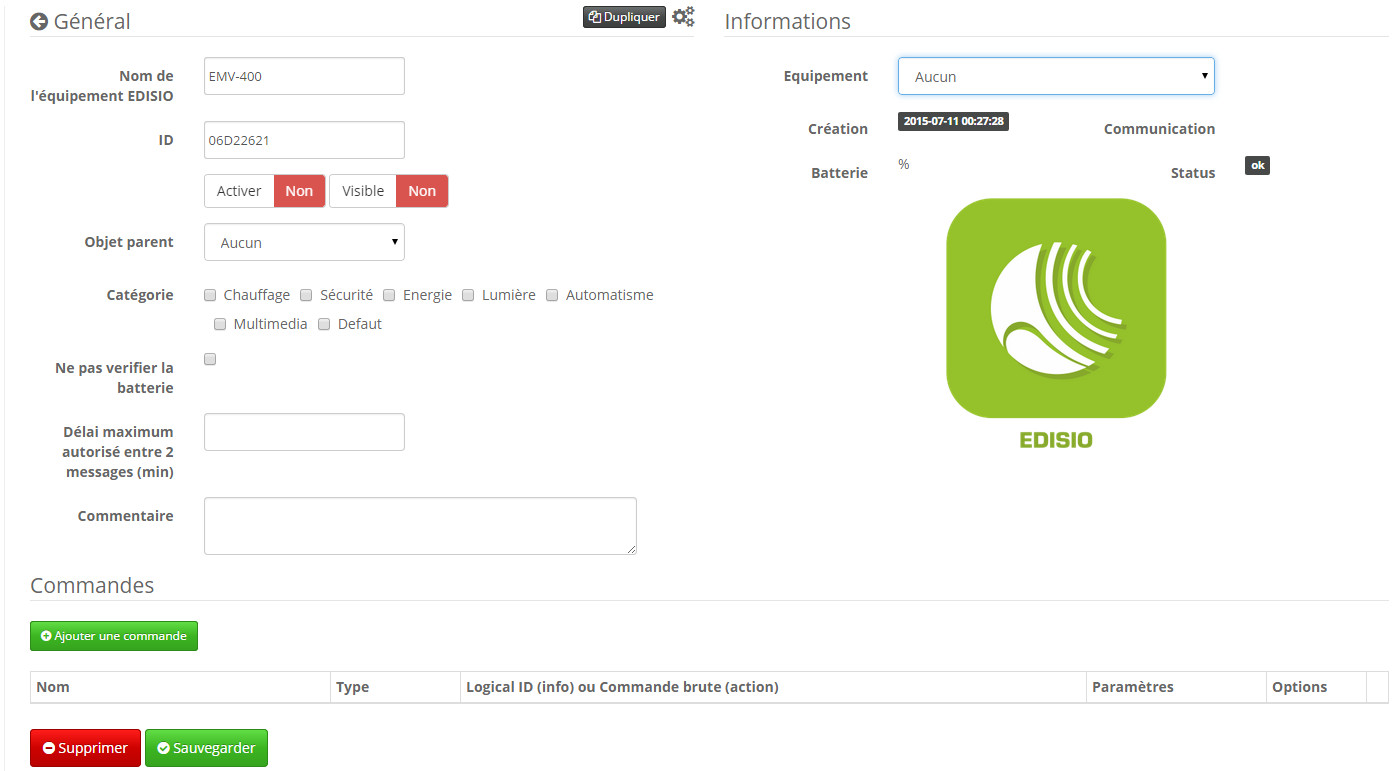 Général
Dupliquer
Informations
Nom de
l'équipement EDISIO
EMV-400
Equipement
Aucun
ID
06D22621
Création
2015-07-11 00:27:28
Communication
Activer Non Visible Non
Batterie
%
Status
ok
Objet parent
Aucun
Catégorie
Chauffage Sécurité Energie Lumière Automatisme
Multimedia Defaut
Ne pas verifier la
batterie
Délai maximum
autorisé entre 2
messages (min)
EDISIO
Commentaire
Commandes
Ajouter une commande
Nom Type Logical ID (info) ou Commande brute (action) Paramètres Options
Supprimer Sauvegarder